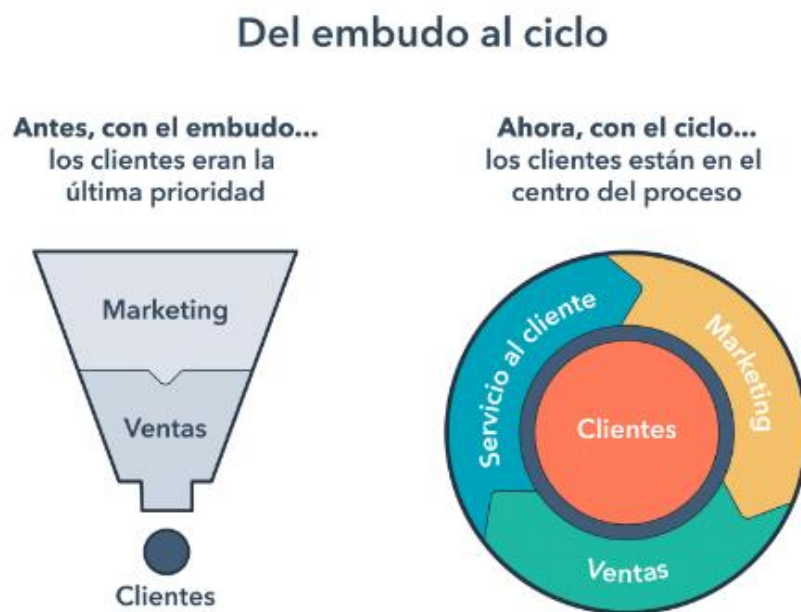 Del embudo al ciclo
Antes, con el embudo...
los clientes eran la
última prioridad
Marketing
Ventas
Clientes
Ahora, con el ciclo...
los clientes están en el
centro del proceso
Servicio al cliente
Marketing
Clientes
Ventas